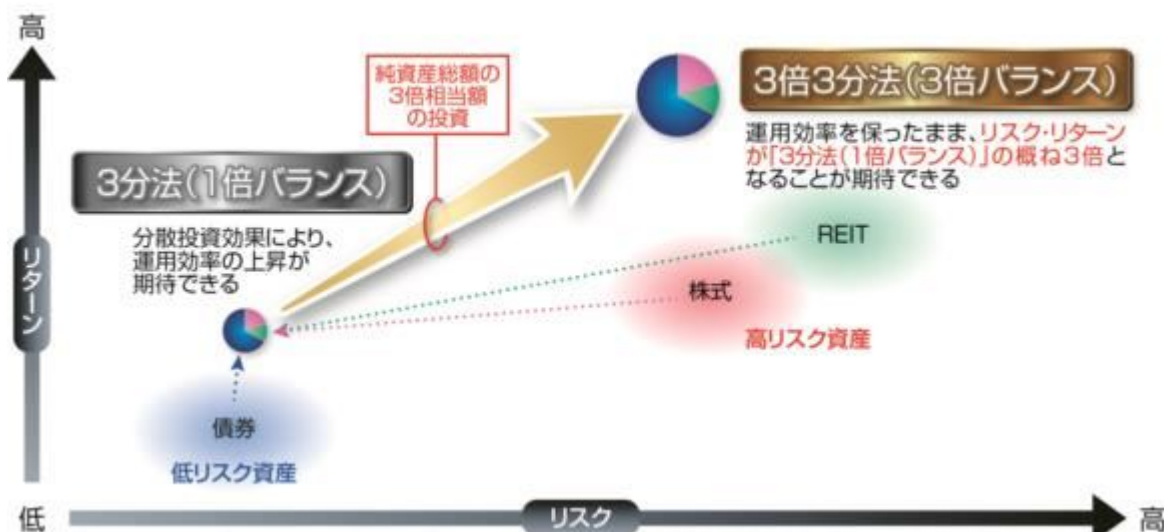 高
純資産総額の
3倍相当額
の投資
3倍3分法(3倍バランス)
運用効率を保ったまま、リスク・リターン
が「3分法(1倍バランス)」の概ね3倍と
なることが期待できる
3分法(1倍バランス)
分散投資効果により、
運用効率の上昇が
期待できる
REIT
株式
高リスク資産
リターン
債券
低リスク資産
低
リスク
高